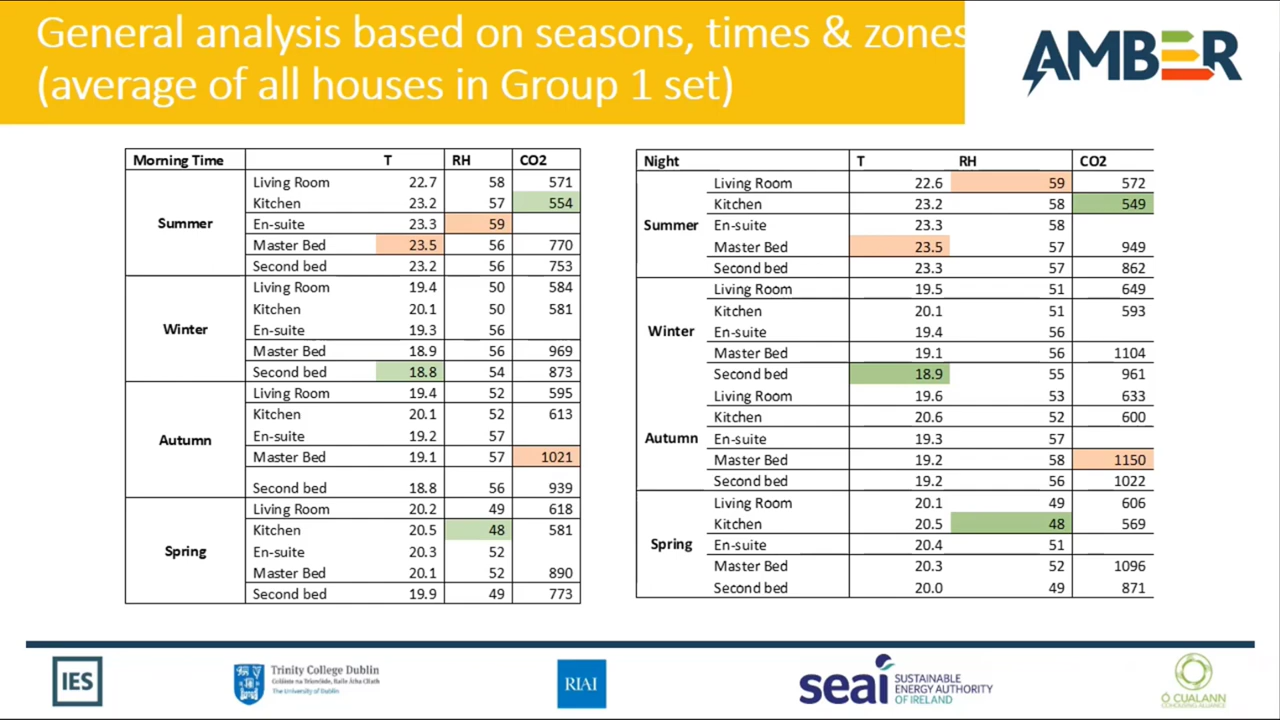 General analysis based on seasons, times & zones
(average of all houses in Group 1 set)
AMBER
Morning Time T RH CO2
Summer
Living Room 22.7 58 571
Kitchen 23.2 57 554
En-suite 23.3 59
Master Bed 23.5 56 770
Second bed 23.2 56 753
Winter
Living Room 19.4 50 584
Kitchen 20.1 50 581
En-suite 19.3 56
Master Bed 18.9 56 969
Second bed 18.8 54 873
Autumn
Living Room 19.4 52 595
Kitchen 20.1 52 613
En-suite 19.2 57
Master Bed 19.1 57 1021
Second bed 18.8 56 939
Spring
Living Room 20.2 49 618
Kitchen 20.5 48 581
En-suite 20.3 52
Master Bed 20.1 52 890
Second bed 19.9 49 773
Night T RH CO2
Summer
Living Room 22.6 59 572
Kitchen 23.2 58 549
En-suite 23.3 58
Master Bed 23.5 57 949
Second bed 23.3 57 862
Winter
Living Room 19.5 51 649
Kitchen 20.1 51 593
En-suite 19.4 56
Master Bed 19.1 56 1104
Second bed 18.9 55 961
Autumn
Living Room 19.6 53 633
Kitchen 20.6 52 600
En-suite 19.3 57
Master Bed 19.2 58 1150
Second bed 19.2 56 1022
Spring
Living Room 20.1 49 606
Kitchen 20.5 48 569
En-suite 20.4 51
Master Bed 20.3 52 1096
Second bed 20.0 49 871
IES
Trinity College Dublin
Coláiste na Tríonóide, Baile Átha Cliath
The University of Dublin
RIAI
seai
SUSTAINABLE
ENERGY AUTHORITY
OF IRELAND
Ó CUALANN
COHOUSING ALLIANCE